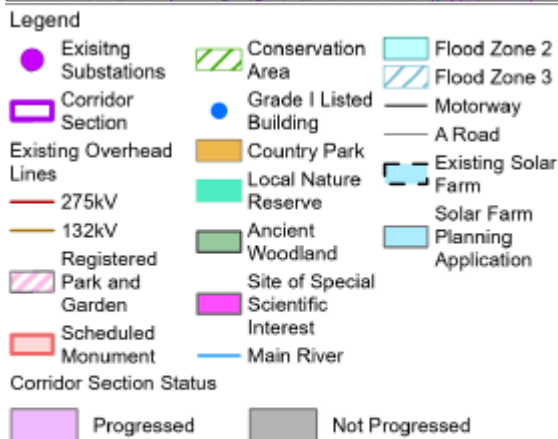 Legend
Exisitng
Substations
Corridor
Section
Existing Overhead
Lines
275kV
132kV
Registered
Park and
Garden
Scheduled
Monument
Conservation
Area
Grade I Listed
Building
Country Park
Local Nature
Reserve
Ancient
Woodland
Site of Special
Scientific
Interest
Main River
Flood Zone 2
Flood Zone 3
Motorway
A Road
Existing Solar
Farm
Solar Farm
Planning
Application
Corridor Section Status
Progressed
Not Progressed